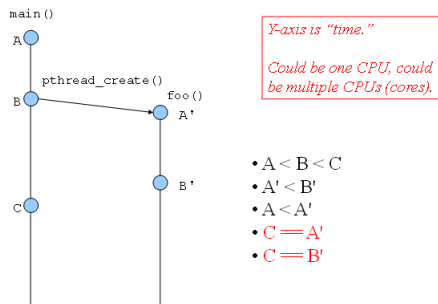 main()
A
Y-axis is “time.”
Could be one CPU, could
be multiple CPUs (cores).
pthread_create()
foo()
B
A'
B'
C
• A < B < C
• A' < B'
• A < A'
• C == A'
• C == B'